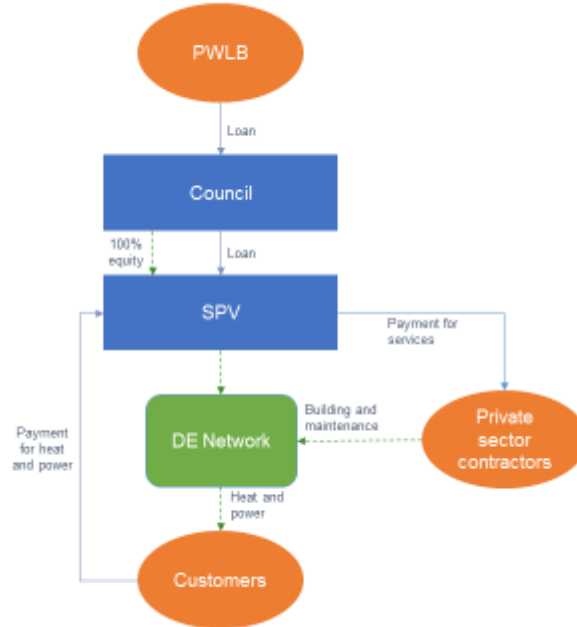 PWLB
Loan
Council
100%
equity
Loan
SPV
Payment for
services
Building and
maintenance
Private
sector
contractors
DE Network
Payment
for heat
and power
Heat and
power
Customers